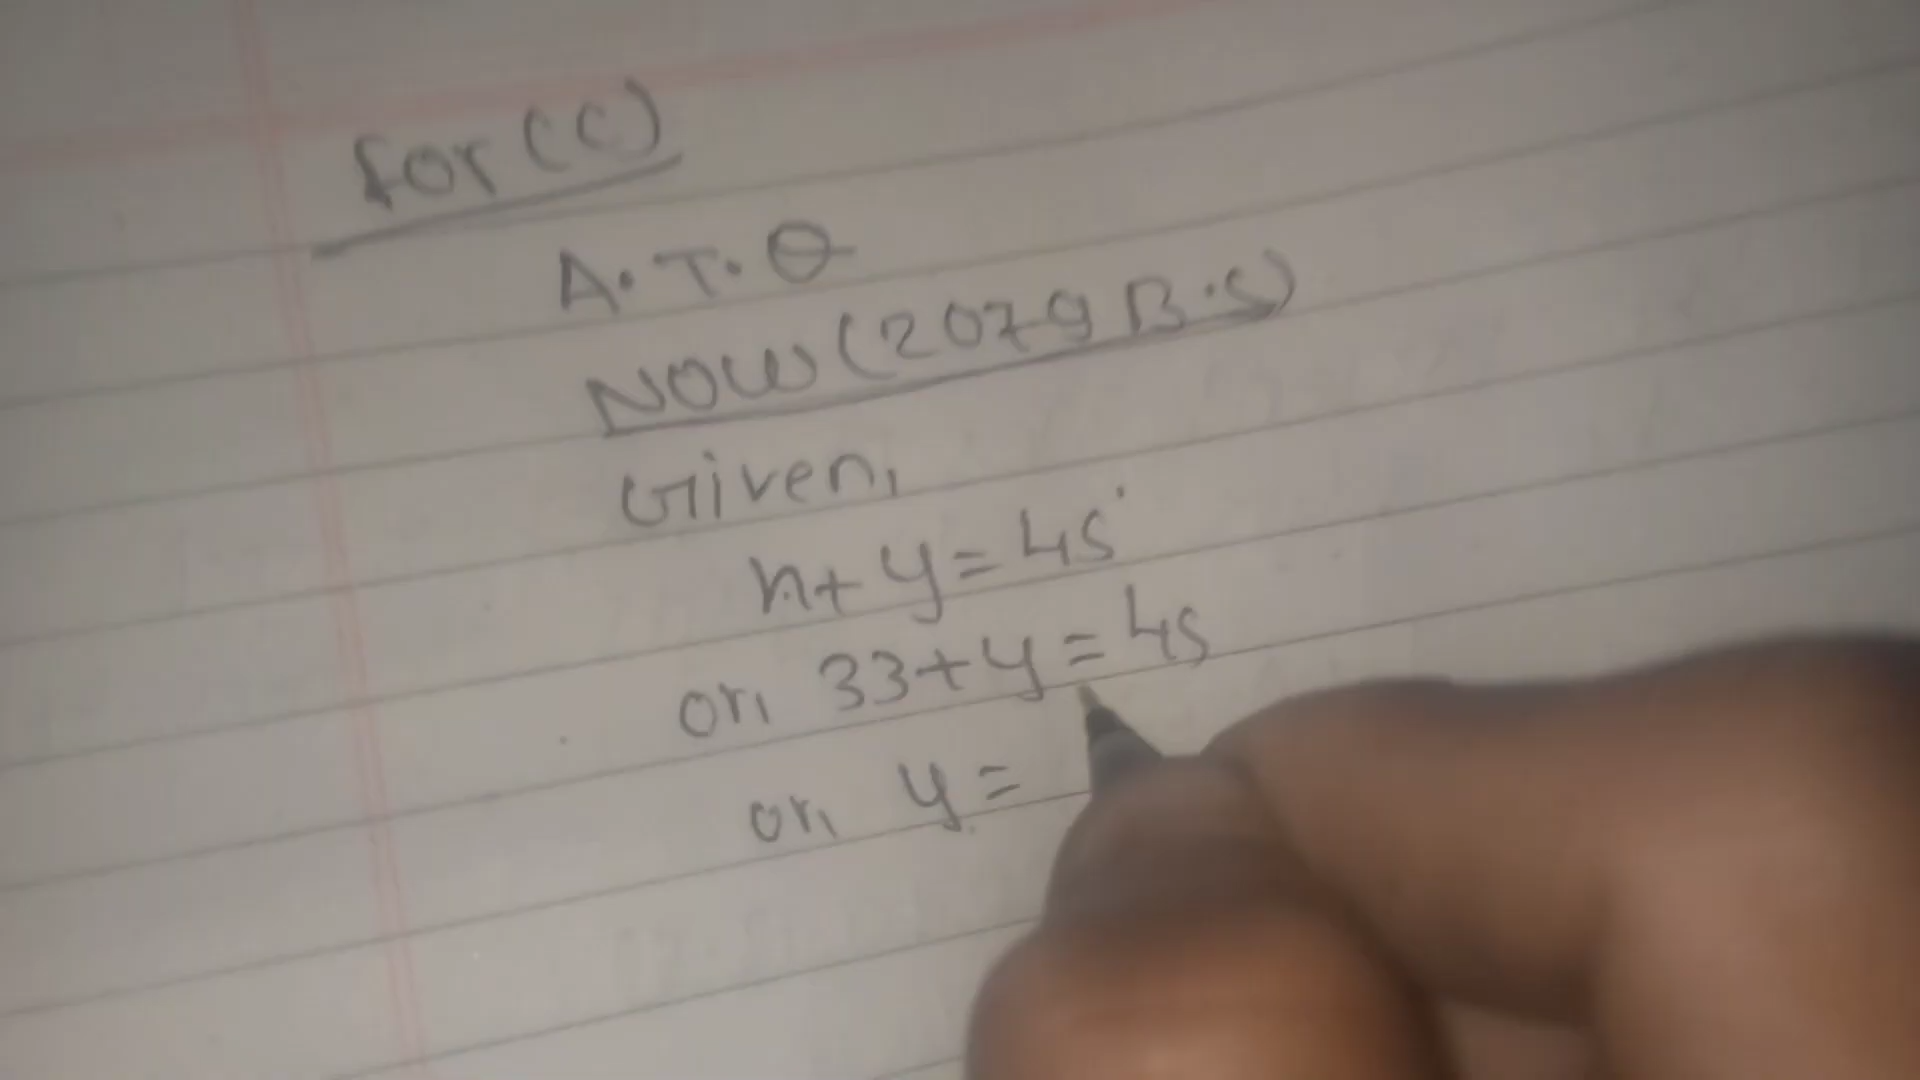 for (c)
A.T.Q
NOW (2079 B.S)
Given,
x + y = 45
or, 33 + y = 45
or, y =